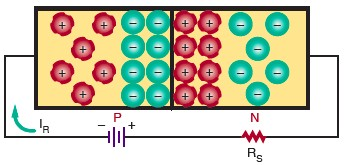 + + − −
+ − −
+ + − −
+ − −
+ + −  −
+ + −
+ + − −
+ + −
I_R
P
− +
N
R_S